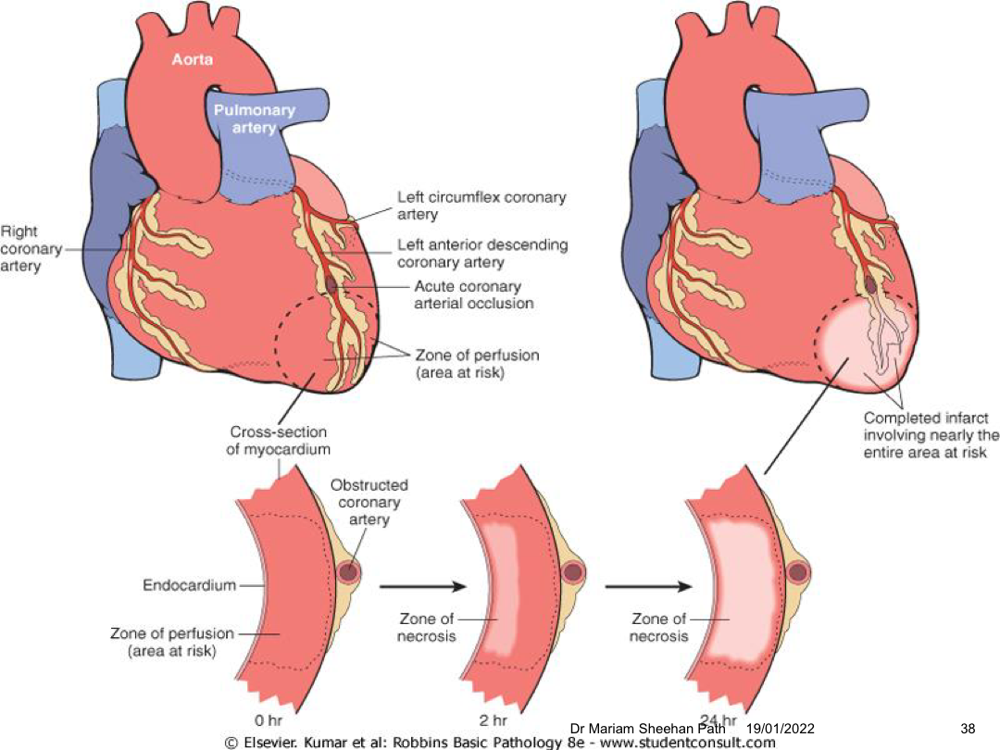 Aorta
Pulmonary
artery
Left circumflex coronary
artery
Right
coronary
artery
Left anterior descending
coronary artery
Acute coronary
arterial occlusion
Zone of perfusion
(area at risk)
Completed infarct
involving nearly the
entire area at risk
Cross-section
of myocardium
Obstructed
coronary
artery
Endocardium
Zone of perfusion
(area at risk)
Zone of
necrosis
Zone of
necrosis
0 hr
2 hr
24 hr
Dr Mariam Sheehan Path 19/01/2022
38
© Elsevier. Kumar et al: Robbins Basic Pathology 8e - www.studentconsult.com